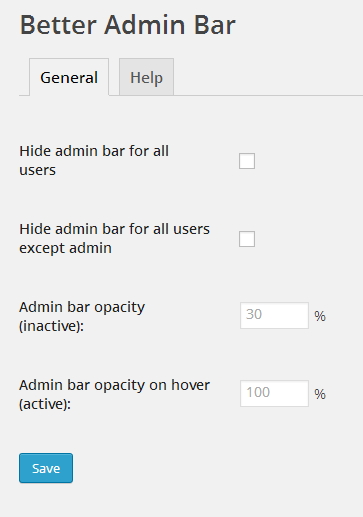 Better Admin Bar
General Help
Hide admin bar for all
users
Hide admin bar for all users
except admin
Admin bar opacity
(inactive):
30 %
Admin bar opacity on hover
(active):
100 %
Save